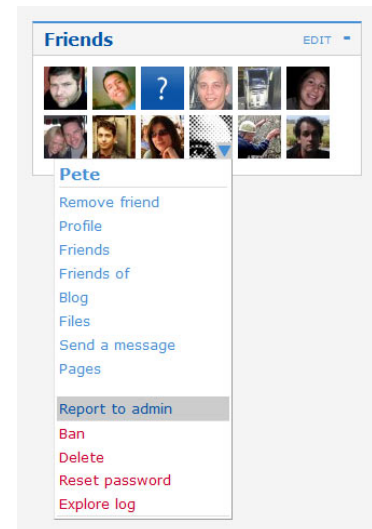 Friends EDIT -
?
Pete
Remove friend
Profile
Friends
Friends of
Blog
Files
Send a message
Pages
Report to admin
Ban
Delete
Reset password
Explore log